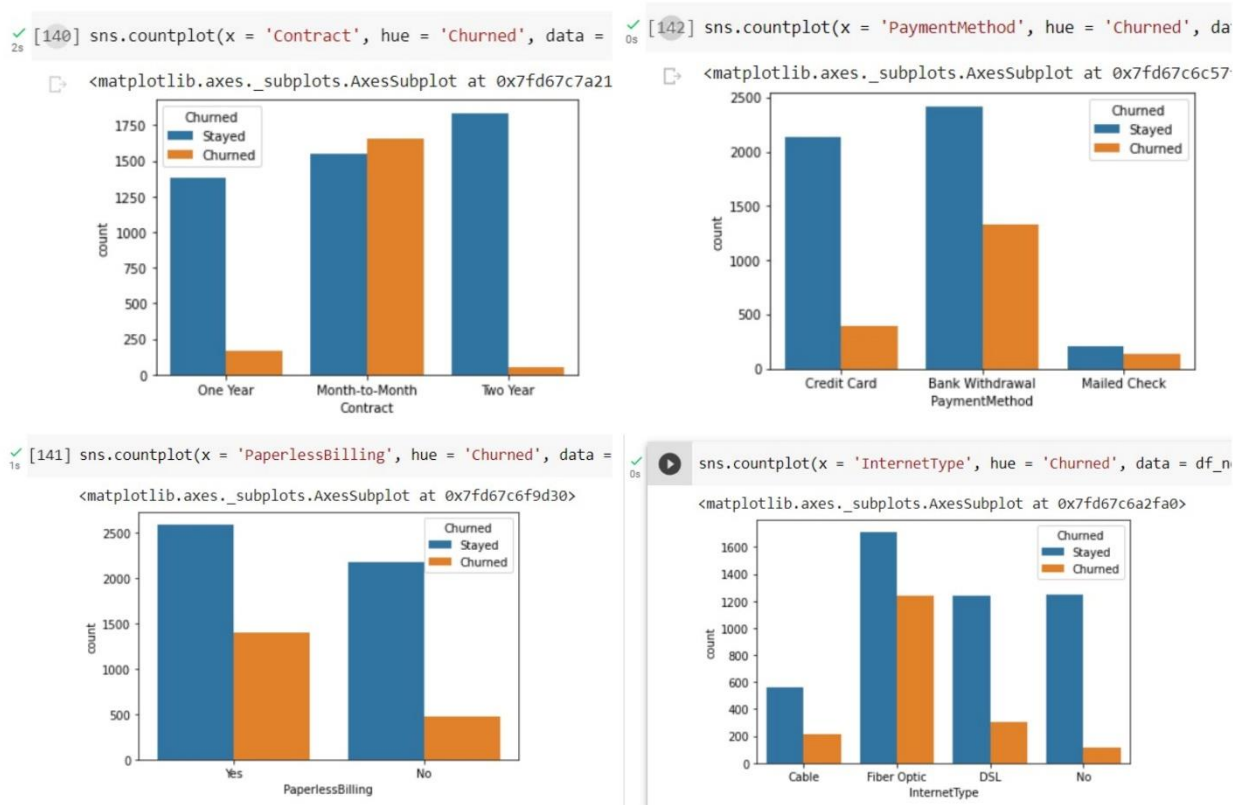 [140] sns.countplot(x = 'Contract', hue = 'Churned', data =
2s
<matplotlib.axes._subplots.AxesSubplot at 0x7fd67c7a21
Churned
Stayed
Churned
1750
1500
1250
1000
750
500
250
0
count
One Year Month-to-Month Two Year
Contract
[142] sns.countplot(x = 'PaymentMethod', hue = 'Churned', da
0s
<matplotlib.axes._subplots.AxesSubplot at 0x7fd67c6c57
Churned
Stayed
Churned
2500
2000
1500
1000
500
0
count
Credit Card Bank Withdrawal Mailed Check
PaymentMethod
[141] sns.countplot(x = 'PaperlessBilling', hue = 'Churned', data =
1s
<matplotlib.axes._subplots.AxesSubplot at 0x7fd67c6f9d30>
Churned
Stayed
Churned
2500
2000
1500
1000
500
0
count
Yes No
PaperlessBilling
sns.countplot(x = 'InternetType', hue = 'Churned', data = df_n
0s
<matplotlib.axes._subplots.AxesSubplot at 0x7fd67c6a2fa0>
Churned
Stayed
Churned
1600
1400
1200
1000
800
600
400
200
0
count
Cable Fiber Optic DSL No
InternetType